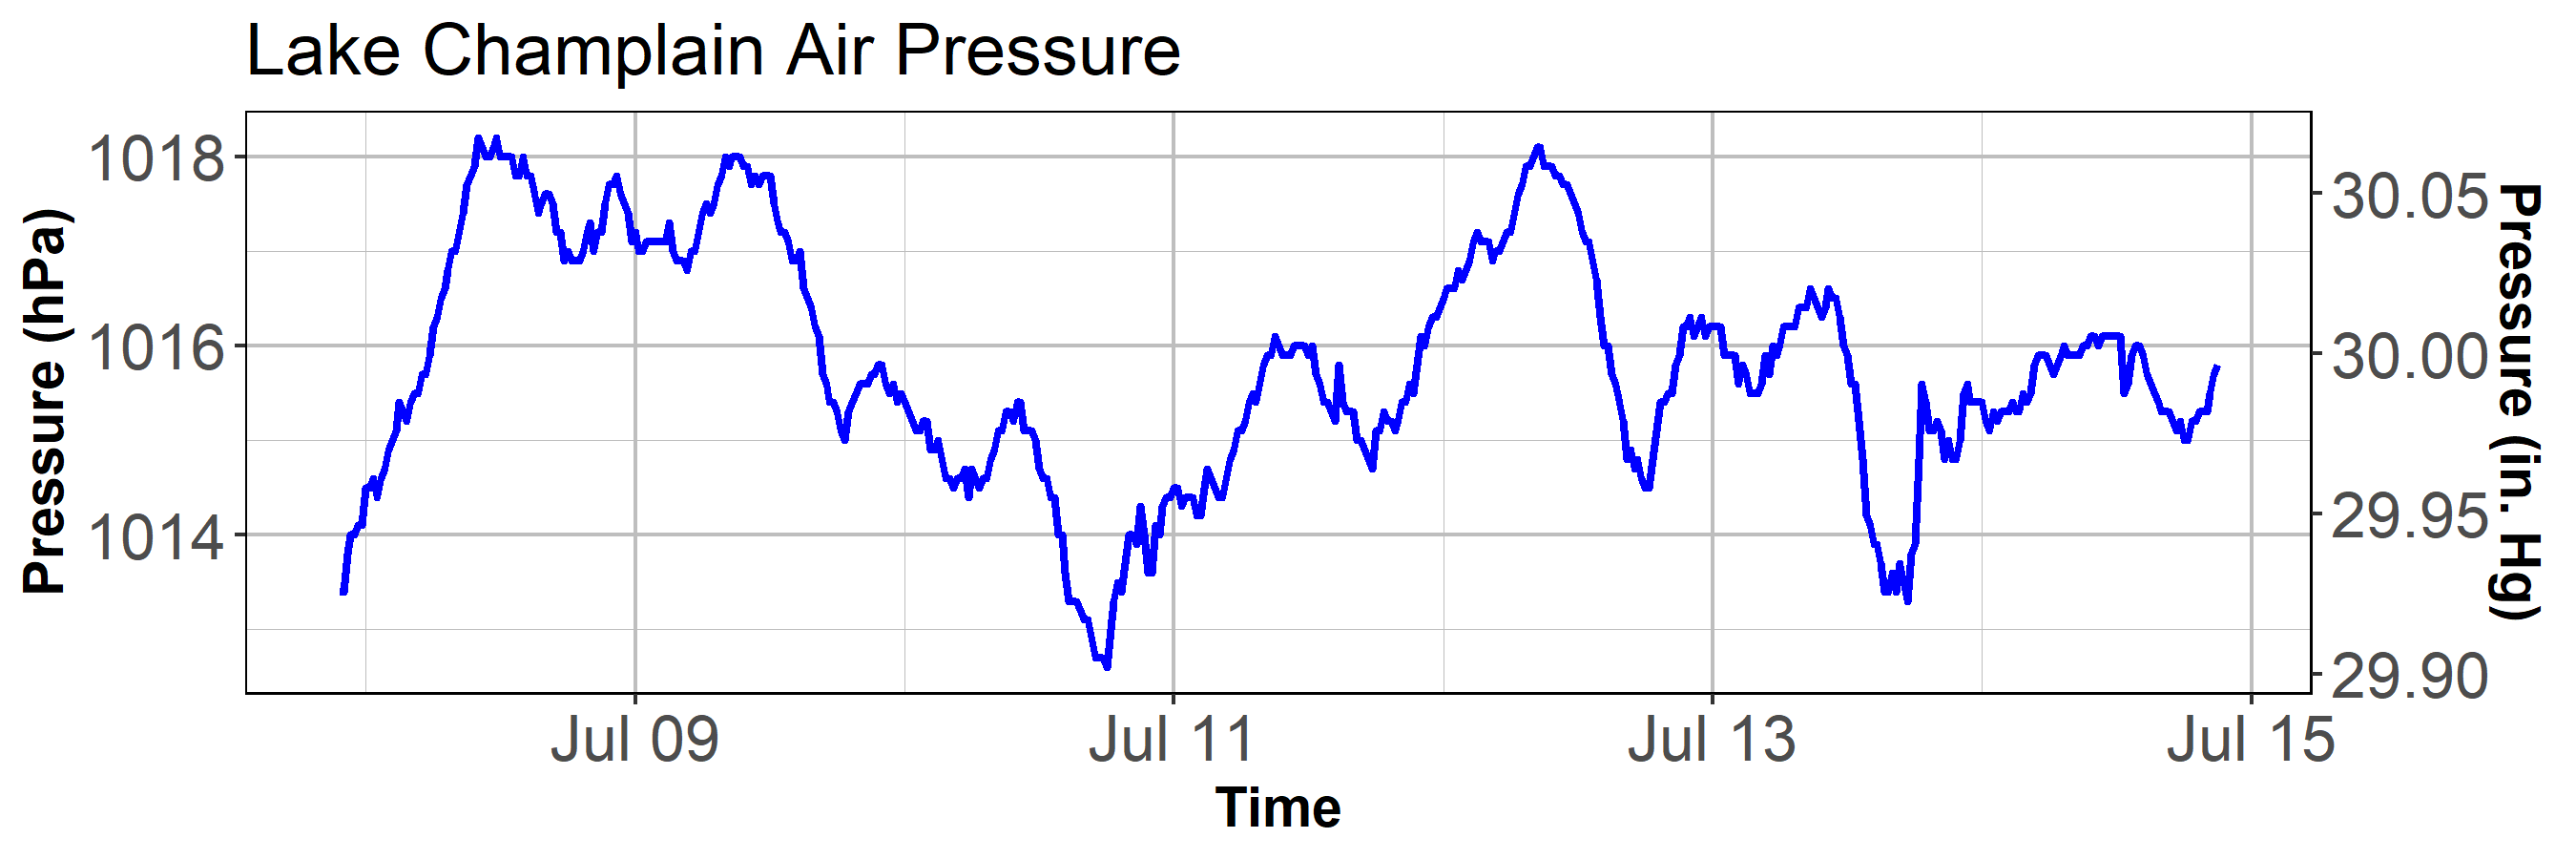 Lake Champlain Air Pressure
Pressure (hPa)
1018
1016
1014
30.05
30.00
29.95
29.90
Pressure (in. Hg)
Jul 09
Jul 11
Jul 13
Jul 15
Time